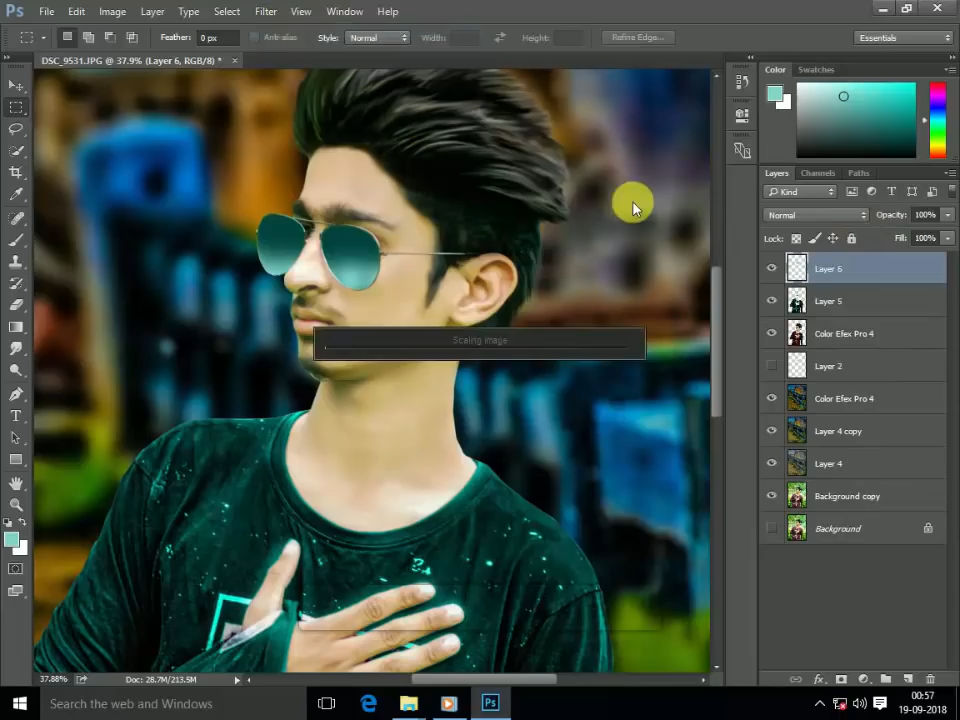 Ps File Edit Image Layer Type Select Filter View Window Help
Feather: 0 px Anti-alias Style: Normal Width: Height: Refine Edge... Essentials
DSC_9531.JPG @ 37.9% (Layer 6, RGB/8) *
Color Swatches
Layers Channels Paths
Kind
Normal Opacity: 100%
Lock: Fill: 100%
Layer 6
Layer 5
Color Efex Pro 4
Layer 2
Color Efex Pro 4
Layer 4 copy
Layer 4
Background copy
Background
Scaling image
37.88% Doc: 28.7M/213.5M
Search the web and Windows
Ps
00:57
19-09-2018